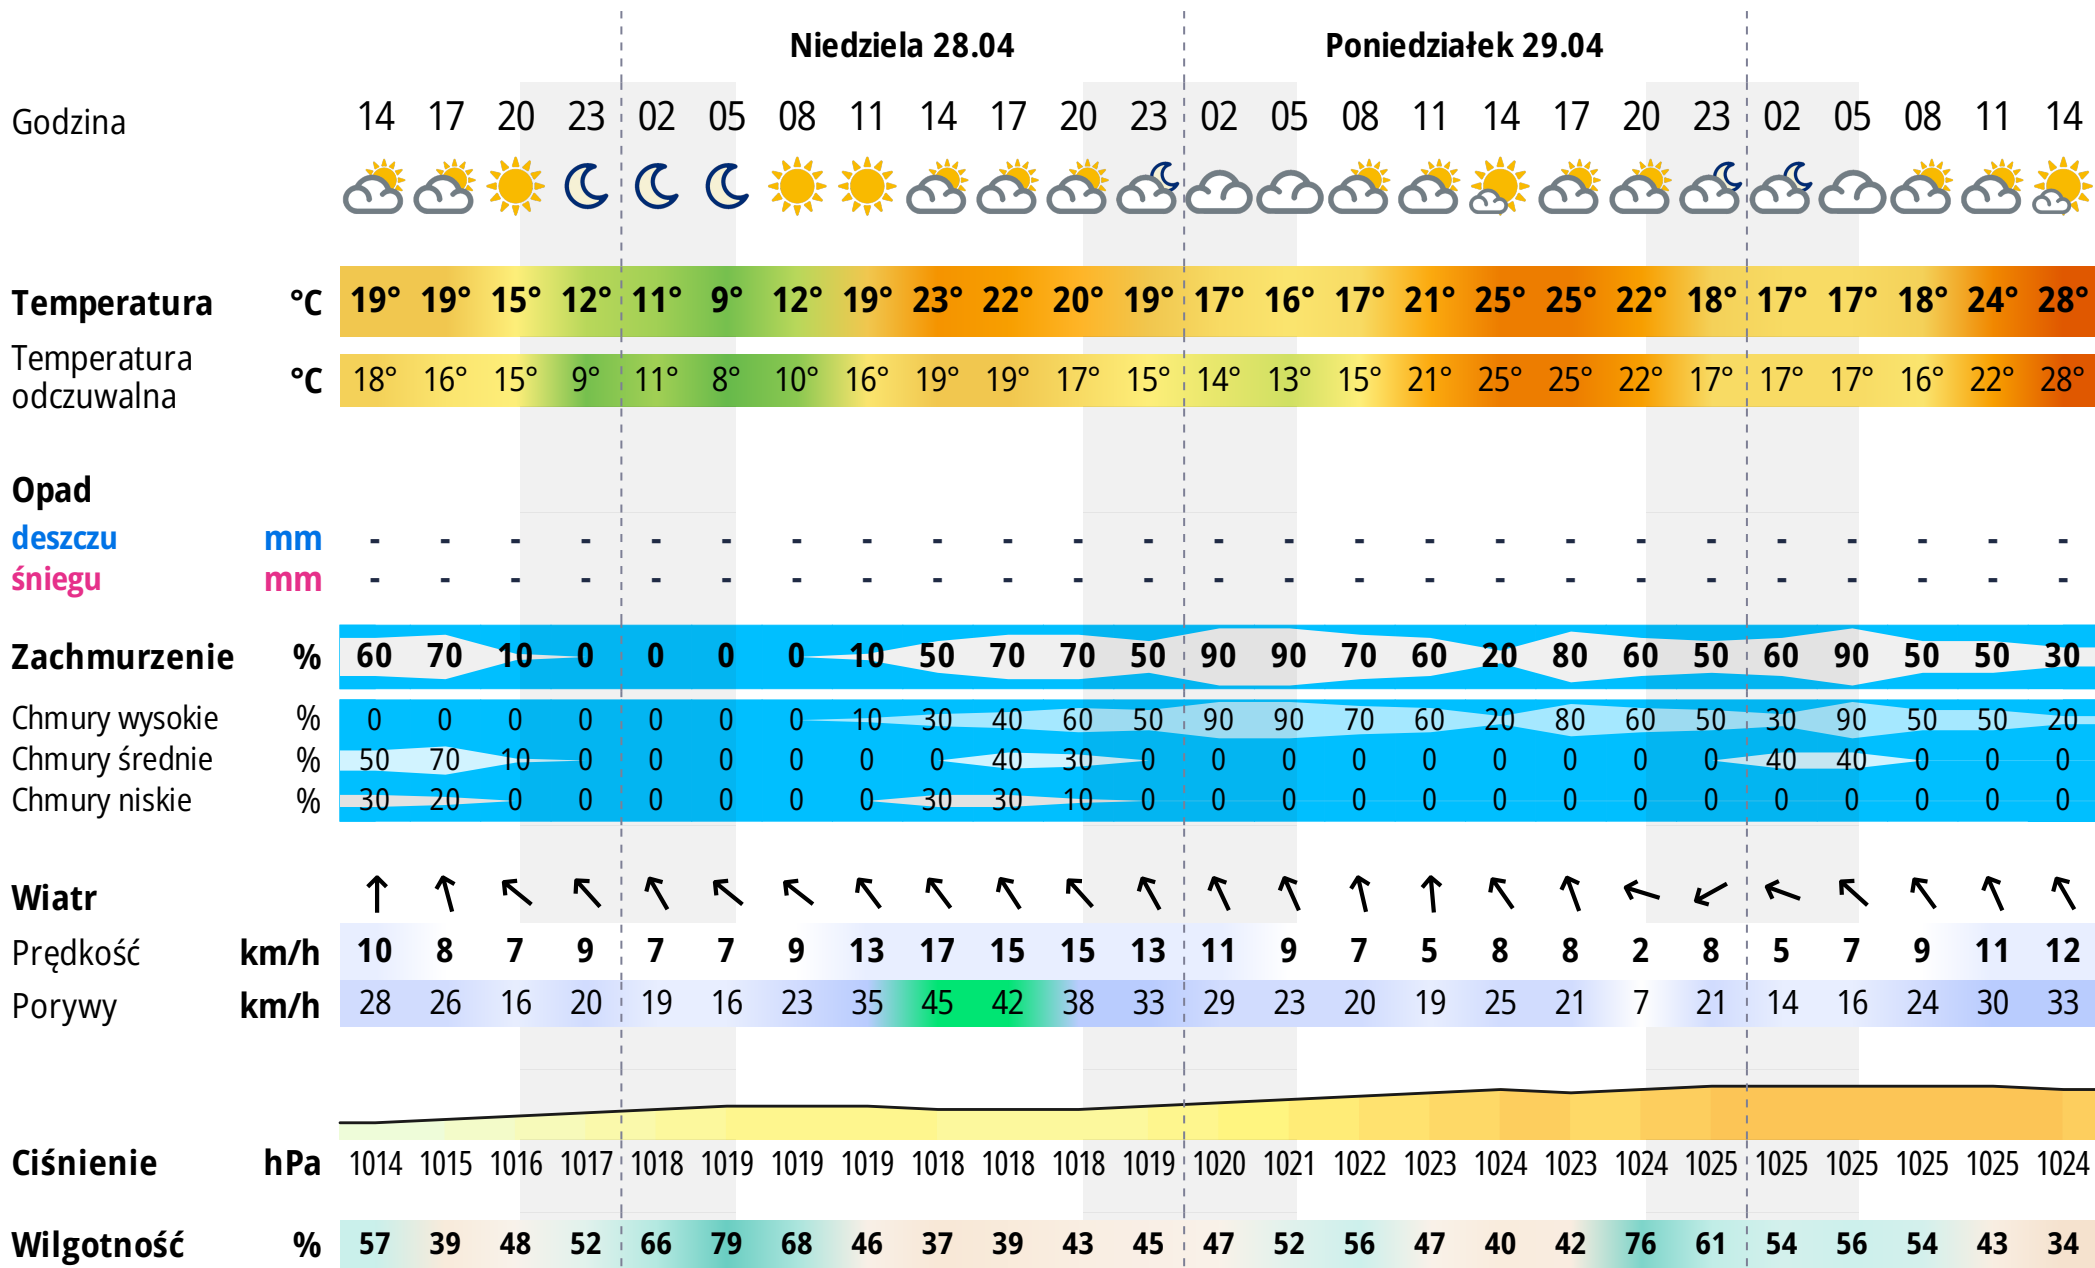 Niedziela 28.04 Poniedziałek 29.04
Godzina 14 17 20 23 02 05 08 11 14 17 20 23 02 05 08 11 14 17 20 23 02 05 08 11 14
Temperatura °C 19° 19° 15° 12° 11° 9° 12° 19° 23° 22° 20° 19° 17° 16° 17° 21° 25° 25° 22° 18° 17° 17° 18° 24° 28°
Temperatura
odczuwalna °C 18° 16° 15° 9° 11° 8° 10° 16° 19° 19° 17° 15° 14° 13° 15° 21° 25° 25° 22° 17° 17° 17° 16° 22° 28°
Opad
deszczu mm - - - - - - - - - - - - - - - - - - - - - - - - -
śniegu mm - - - - - - - - - - - - - - - - - - - - - - - - -
Zachmurzenie % 60 70 10 0 0 0 0 10 50 70 70 50 90 90 70 60 20 80 60 50 60 90 50 50 30
Chmury wysokie % 0 0 0 0 0 0 0 10 30 40 60 50 90 90 70 60 20 80 60 50 30 90 50 50 20
Chmury średnie % 50 70 10 0 0 0 0 0 0 40 30 0 0 0 0 0 0 0 0 0 40 40 0 0 0
Chmury niskie % 30 20 0 0 0 0 0 0 30 30 10 0 0 0 0 0 0 0 0 0 0 0 0 0 0
Wiatr
Prędkość km/h 10 8 7 9 7 7 9 13 17 15 15 13 11 9 7 5 8 8 2 8 5 7 9 11 12
Porywy km/h 28 26 16 20 19 16 23 35 45 42 38 33 29 23 20 19 25 21 7 21 14 16 24 30 33
Ciśnienie hPa 1014 1015 1016 1017 1018 1019 1019 1019 1018 1018 1018 1019 1020 1021 1022 1023 1024 1023 1024 1025 1025 1025 1025 1025 1024
Wilgotność % 57 39 48 52 66 79 68 46 37 39 43 45 47 52 56 47 40 42 76 61 54 56 54 43 34